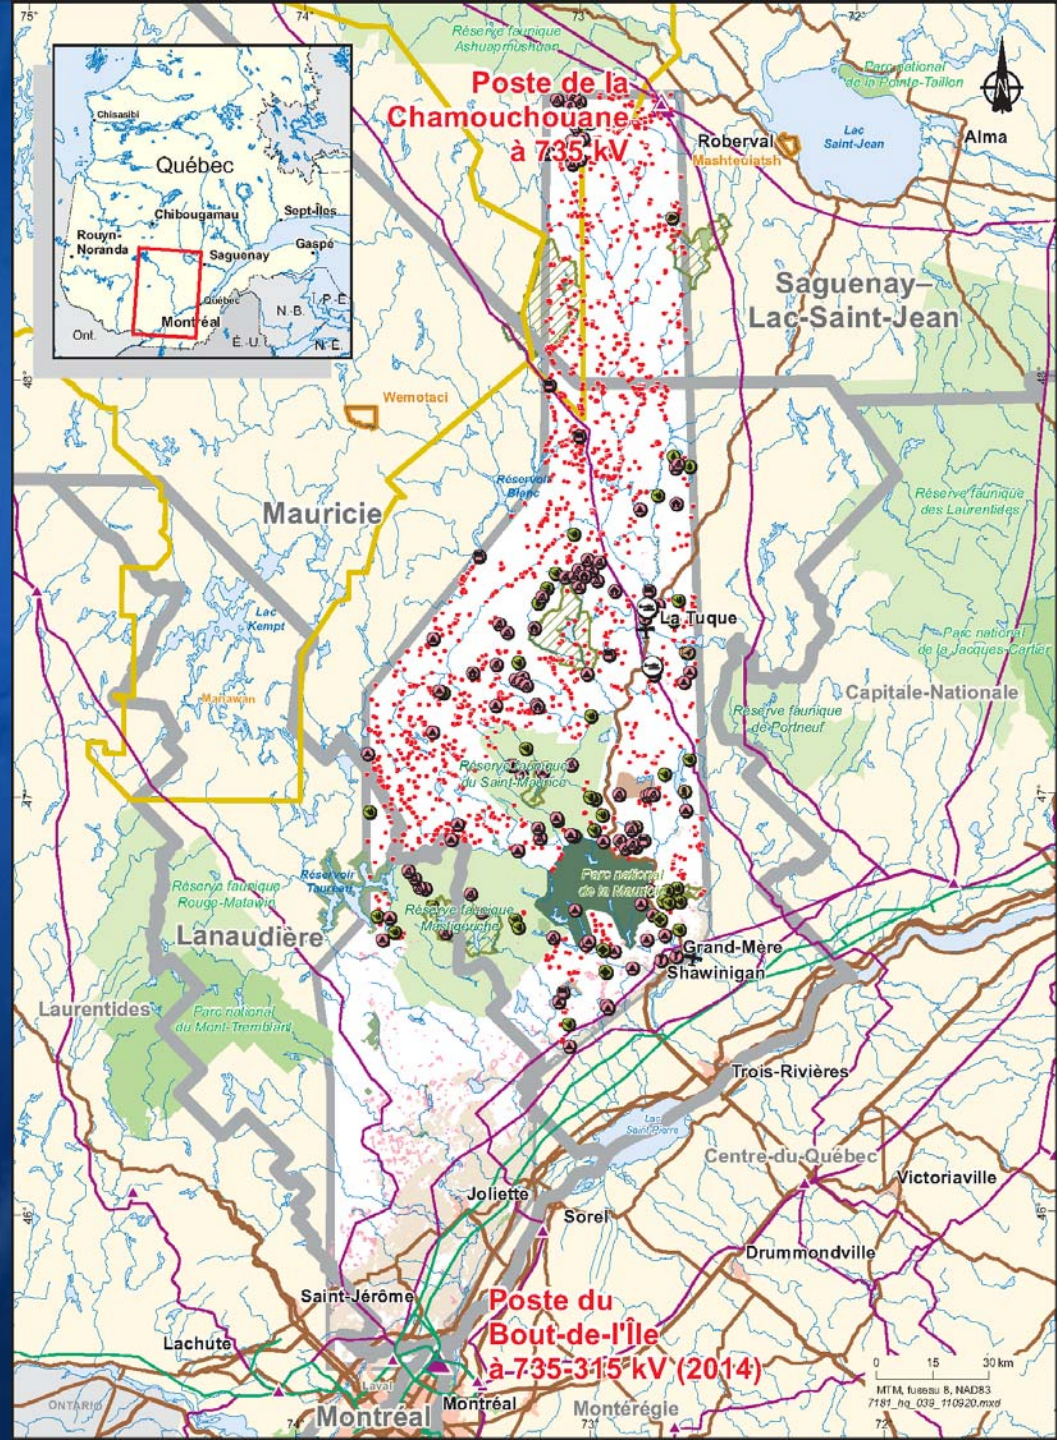 75°
74°
73°
72°
Réserve faunique
Ashuapmushuan
Poste de la
Chamouchouane
à 735 kV
Parc national
de la Pointe-Taillon
N
Lac
Saint-Jean
Alma
Roberval
Mashteuiatsh
Chisasibi
Québec
Chibougamau
Sept-Îles
Rouyn-
Noranda
Saguenay
Gaspé
Québec
Montréal
N.-B.
Î.-P.-É.
Ont.
É.-U.
N.-É.
Saguenay–
Lac-Saint-Jean
48°
48°
Wemotaci
Réservoir
Blanc
Mauricie
Réserve faunique
des Laurentides
Lac
Kempt
La Tuque
Parc national
de la Jacques-Cartier
Manawan
Capitale-Nationale
Réserve faunique
de Portneuf
Réserve faunique
du Saint-Maurice
47°
47°
Réservoir
Taureau
Parc national
de la Mauricie
Réserve faunique
Rouge-Matawin
Réserve faunique
Mastigouche
Lanaudière
Grand-Mère
Shawinigan
Laurentides
Parc national
du Mont-Tremblant
Trois-Rivières
Lac
Saint-Pierre
Centre-du-Québec
Victoriaville
Joliette
Sorel
46°
46°
Drummondville
Saint-Jérôme
Poste du
Bout-de-l'Île
à 735-315 kV (2014)
Lachute
0 15 30 km
MTM, fuseau 8, NAD83
7181_hq_039_110920.mxd
Laval
ONTARIO
Montréal
Montréal
Montérégie
74°
73°
72°